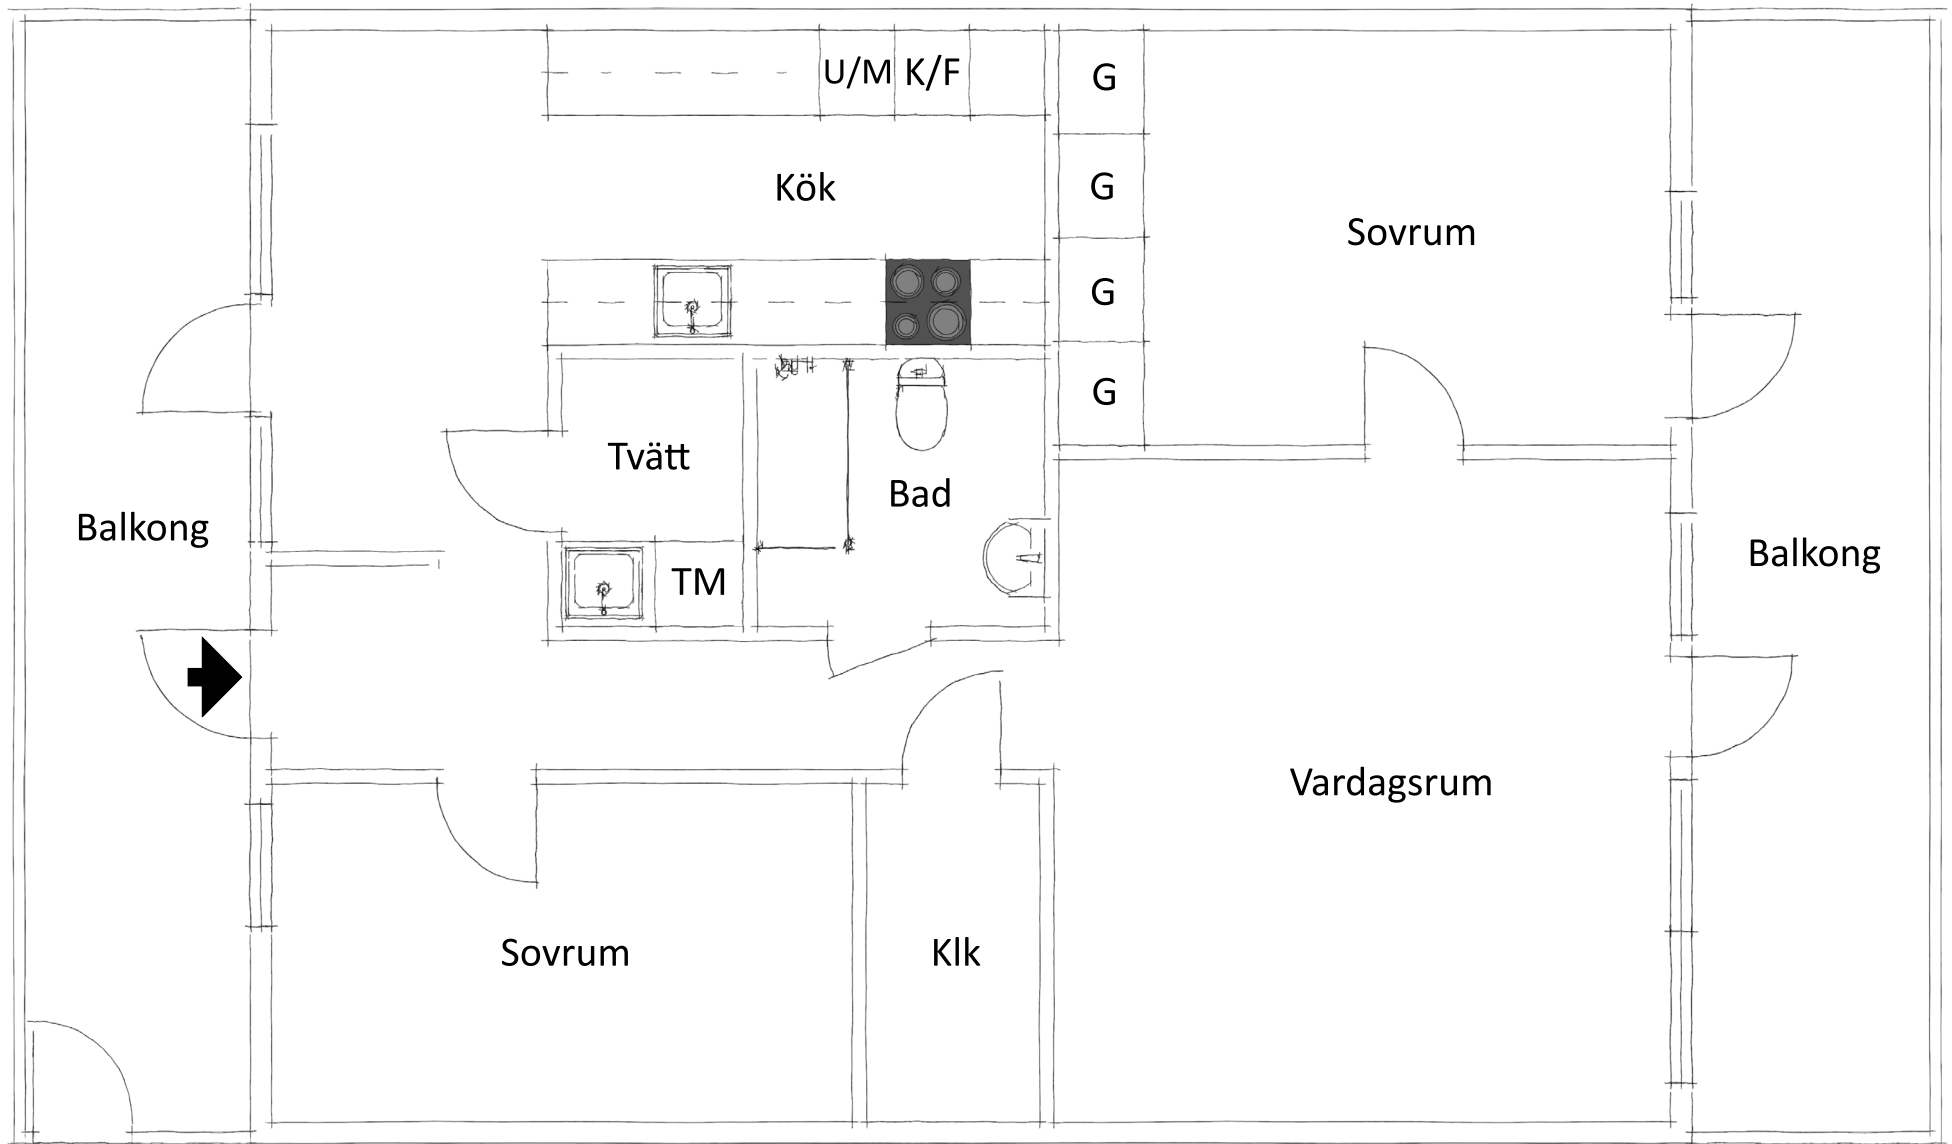 U/M K/F
G
Kök
G
Sovrum
G
G
Tvätt
Bad
Balkong
Balkong
TM
Vardagsrum
Sovrum
Klk